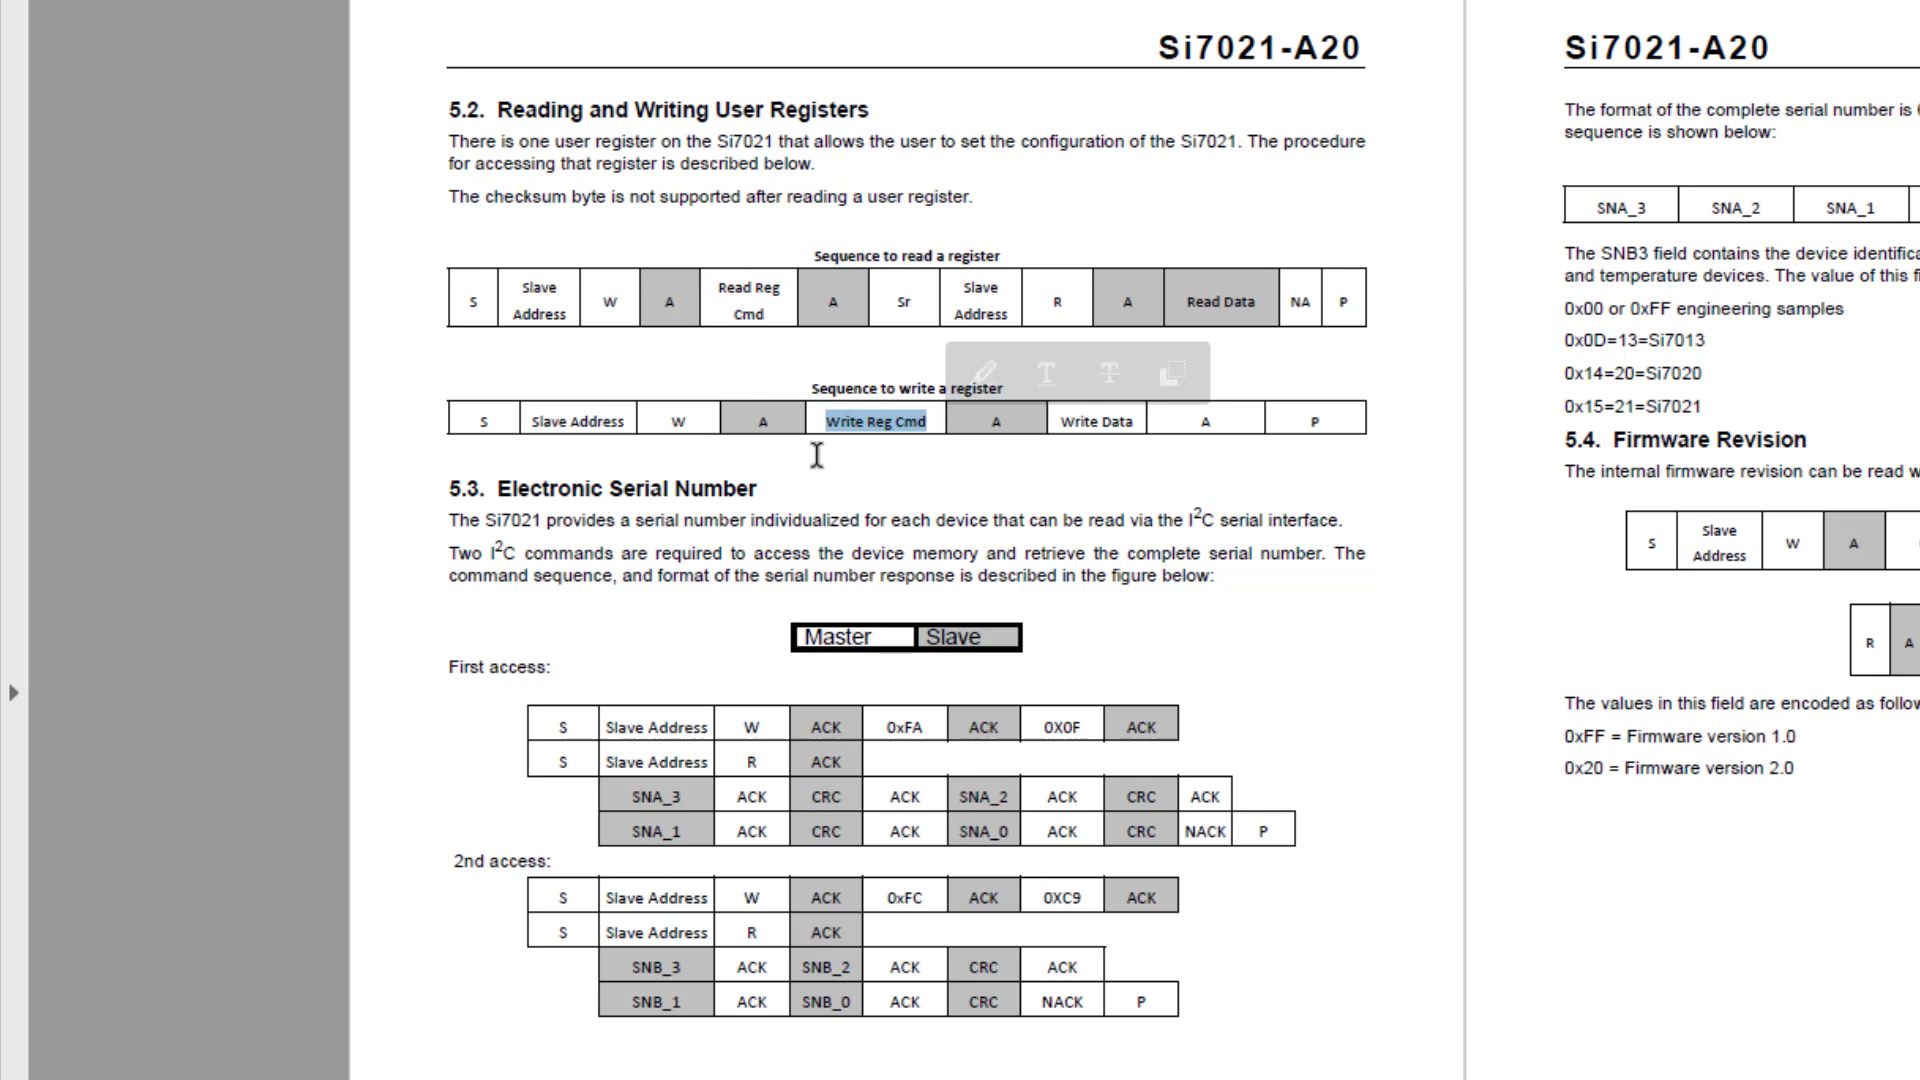 Si7021-A20
5.2. Reading and Writing User Registers
There is one user register on the Si7021 that allows the user to set the configuration of the Si7021. The procedure
for accessing that register is described below.
The checksum byte is not supported after reading a user register.
Sequence to read a register
S Slave Address W A Read Reg Cmd A Sr Slave Address R A Read Data NA P
Sequence to write a register
S Slave Address W A Write Reg Cmd A Write Data A P
5.3. Electronic Serial Number
The Si7021 provides a serial number individualized for each device that can be read via the I2C serial interface.
Two I2C commands are required to access the device memory and retrieve the complete serial number. The
command sequence, and format of the serial number response is described in the figure below:
Master Slave
First access:
S Slave Address W ACK 0xFA ACK 0X0F ACK
S Slave Address R ACK
SNA_3 ACK CRC ACK SNA_2 ACK CRC ACK
SNA_1 ACK CRC ACK SNA_0 ACK CRC NACK P
2nd access:
S Slave Address W ACK 0xFC ACK 0XC9 ACK
S Slave Address R ACK
SNB_3 ACK SNB_2 ACK CRC ACK
SNB_1 ACK SNB_0 ACK CRC NACK P
Si7021-A20
The format of the complete serial number is
sequence is shown below:
SNA_3 SNA_2 SNA_1
The SNB3 field contains the device
and temperature devices. The value of this
0x00 or 0xFF engineering samples
0x0D=13=Si7013
0x14=20=Si7020
0x15=21=Si7021
5.4. Firmware Revision
The internal firmware revision can be read
S Slave Address W A
R A
The values in this field are encoded as
0xFF = Firmware version 1.0
0x20 = Firmware version 2.0